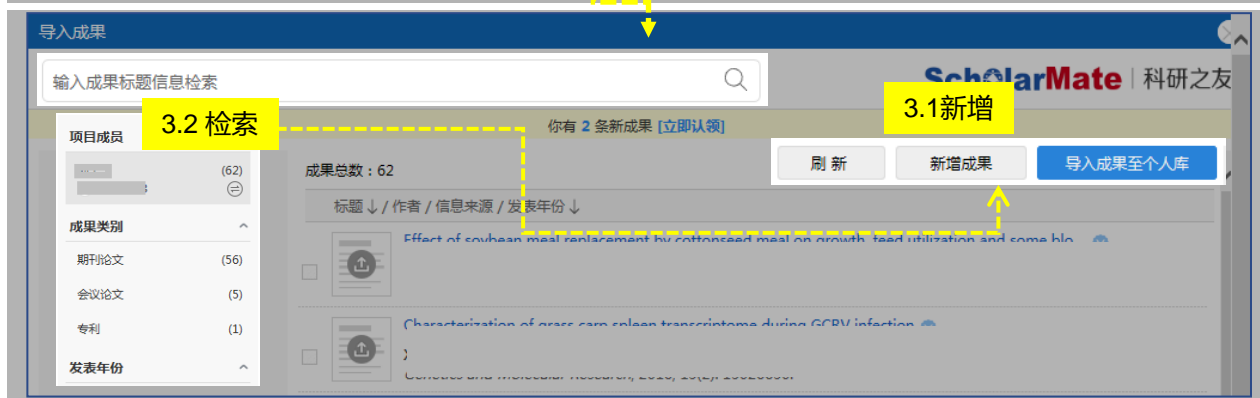 导入成果
输入成果标题信息检索
ScholarMate 科研之友
3.2 检索
3.1新增
你有 2 条新成果 [立即认领]
项目成员
(62)
成果总数：62
刷 新
新增成果
导入成果至个人库
标题↓ / 作者 / 信息来源 / 发表年份↓
成果类别
期刊论文 (56)
会议论文 (5)
专利 (1)
发表年份
Effect of soybean meal replacement by cottonseed meal on growth, feed utilization and some blo...
Characterization of grass carp spleen transcriptome during GCRV infection
Genetics and Molecular Research, 2016, 15(2):